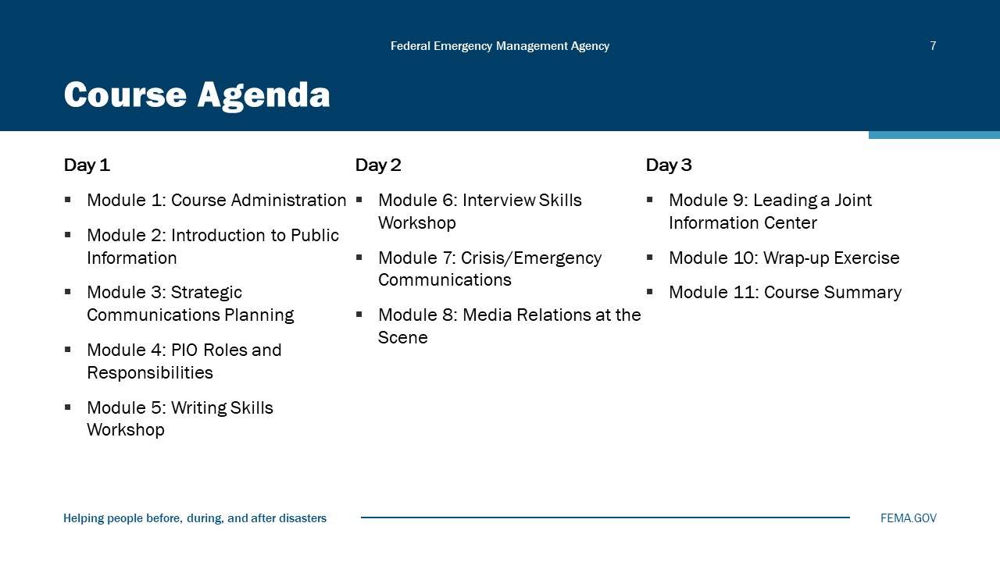 Federal Emergency Management Agency
7
Course Agenda
Day 1
▪ Module 1: Course Administration
▪ Module 2: Introduction to Public
Information
▪ Module 3: Strategic
Communications Planning
▪ Module 4: PIO Roles and
Responsibilities
▪ Module 5: Writing Skills
Workshop
Day 2
▪ Module 6: Interview Skills
Workshop
▪ Module 7: Crisis/Emergency
Communications
▪ Module 8: Media Relations at the
Scene
Day 3
▪ Module 9: Leading a Joint
Information Center
▪ Module 10: Wrap-up Exercise
▪ Module 11: Course Summary
Helping people before, during, and after disasters
FEMA.GOV